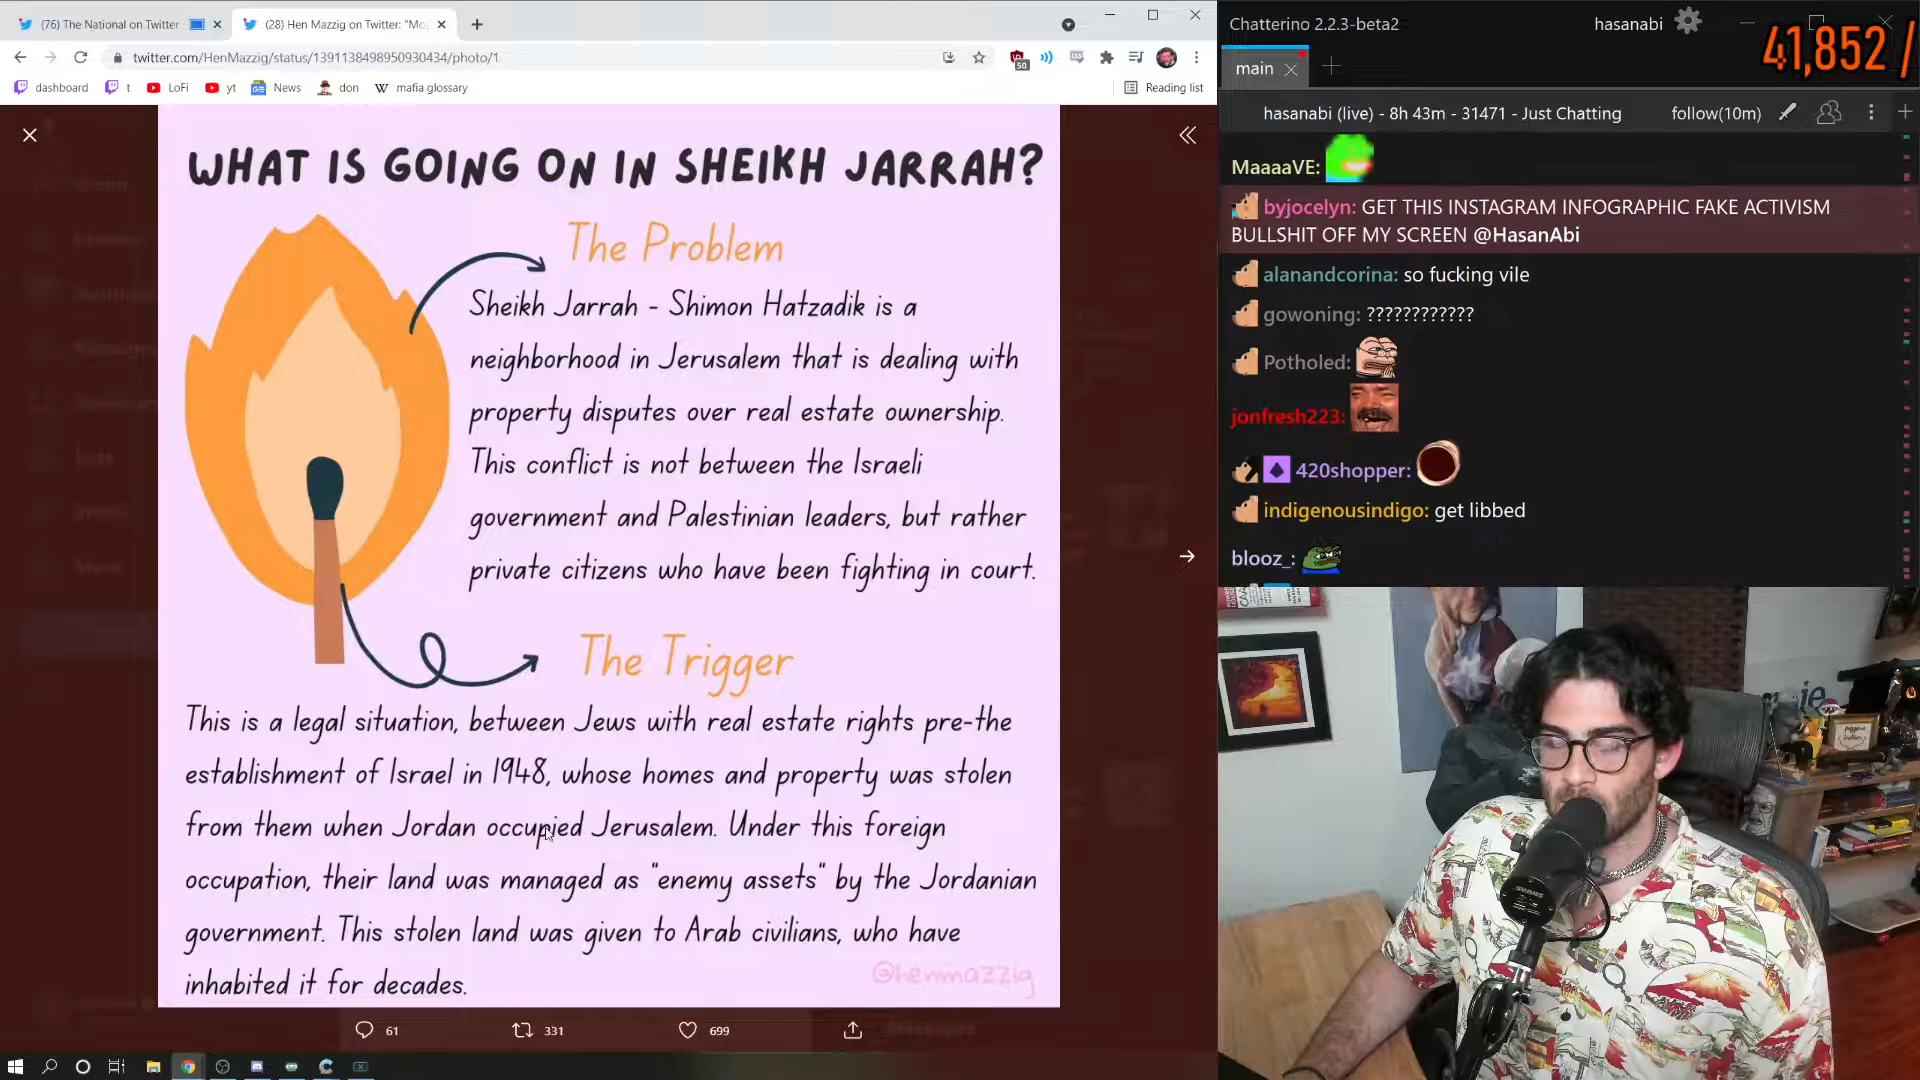 (76) The National on Twitter
(28) Hen Mazzig on Twitter: "Mo
twitter.com/HenMazzig/status/1391138498950930434/photo/1
dashboard
t
LoFi
yt
News
don
mafia glossary
Reading list
WHAT IS GOING ON IN SHEIKH JARRAH?
The Problem
Sheikh Jarrah - Shimon Hatzadik is a
neighborhood in Jerusalem that is dealing with
property disputes over real estate ownership.
This conflict is not between the Israeli
government and Palestinian leaders, but rather
private citizens who have been fighting in court.
The Trigger
This is a legal situation, between Jews with real estate rights pre-the
establishment of Israel in 1948, whose homes and property was stolen
from them when Jordan occupied Jerusalem. Under this foreign
occupation, their land was managed as "enemy assets" by the Jordanian
government. This stolen land was given to Arab civilians, who have
inhabited it for decades.
@henmazzig
61
331
699
Chatterino 2.2.3-beta2
hasanabi
41,852 /
main
hasanabi (live) - 8h 43m - 31471 - Just Chatting
follow(10m)
MaaaaVE:
byjocelyn: GET THIS INSTAGRAM INFOGRAPHIC FAKE ACTIVISM
BULLSHIT OFF MY SCREEN @HasanAbi
alanandcorina: so fucking vile
gowoning: ????????????
Potholed:
jonfresh223:
420shopper:
indigenousindigo: get libbed
blooz_: